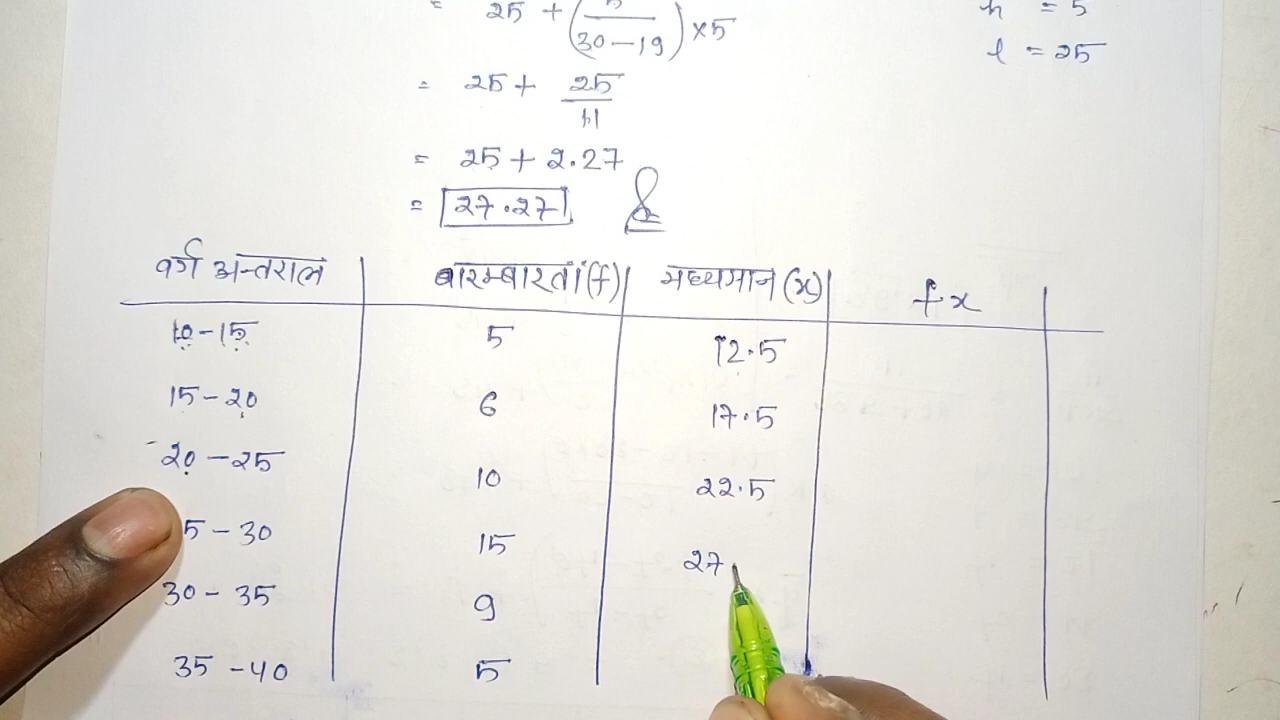 = 25 + (5/(30-19)) ×5
h = 5
l = 25
= 25 + 25/11
= 25 + 2.27
= 27.27
वर्ग अन्तराल बारम्बारतां (f) मध्यमान (x) fx
10-15 5 12.5
15-20 6 17.5
20-25 10 22.5
5-30 15 27
30-35 9
35-40 5